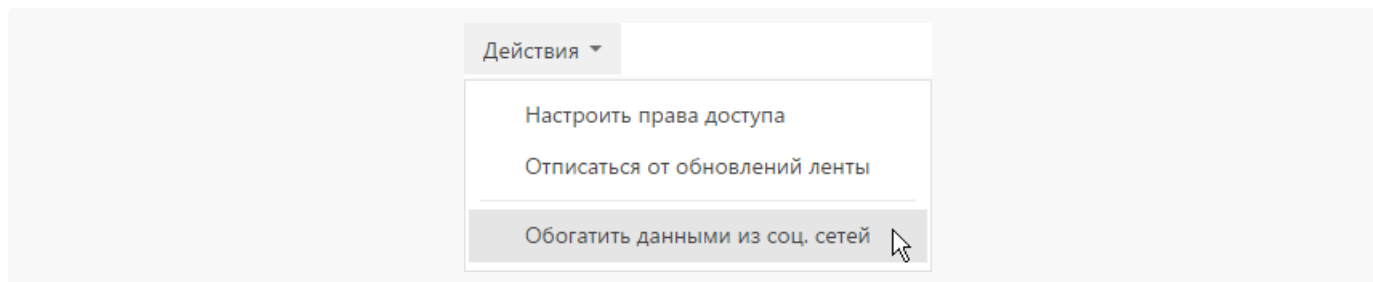 Действия
Настроить права доступа
Отписаться от обновлений ленты
Обогатить данными из соц. сетей